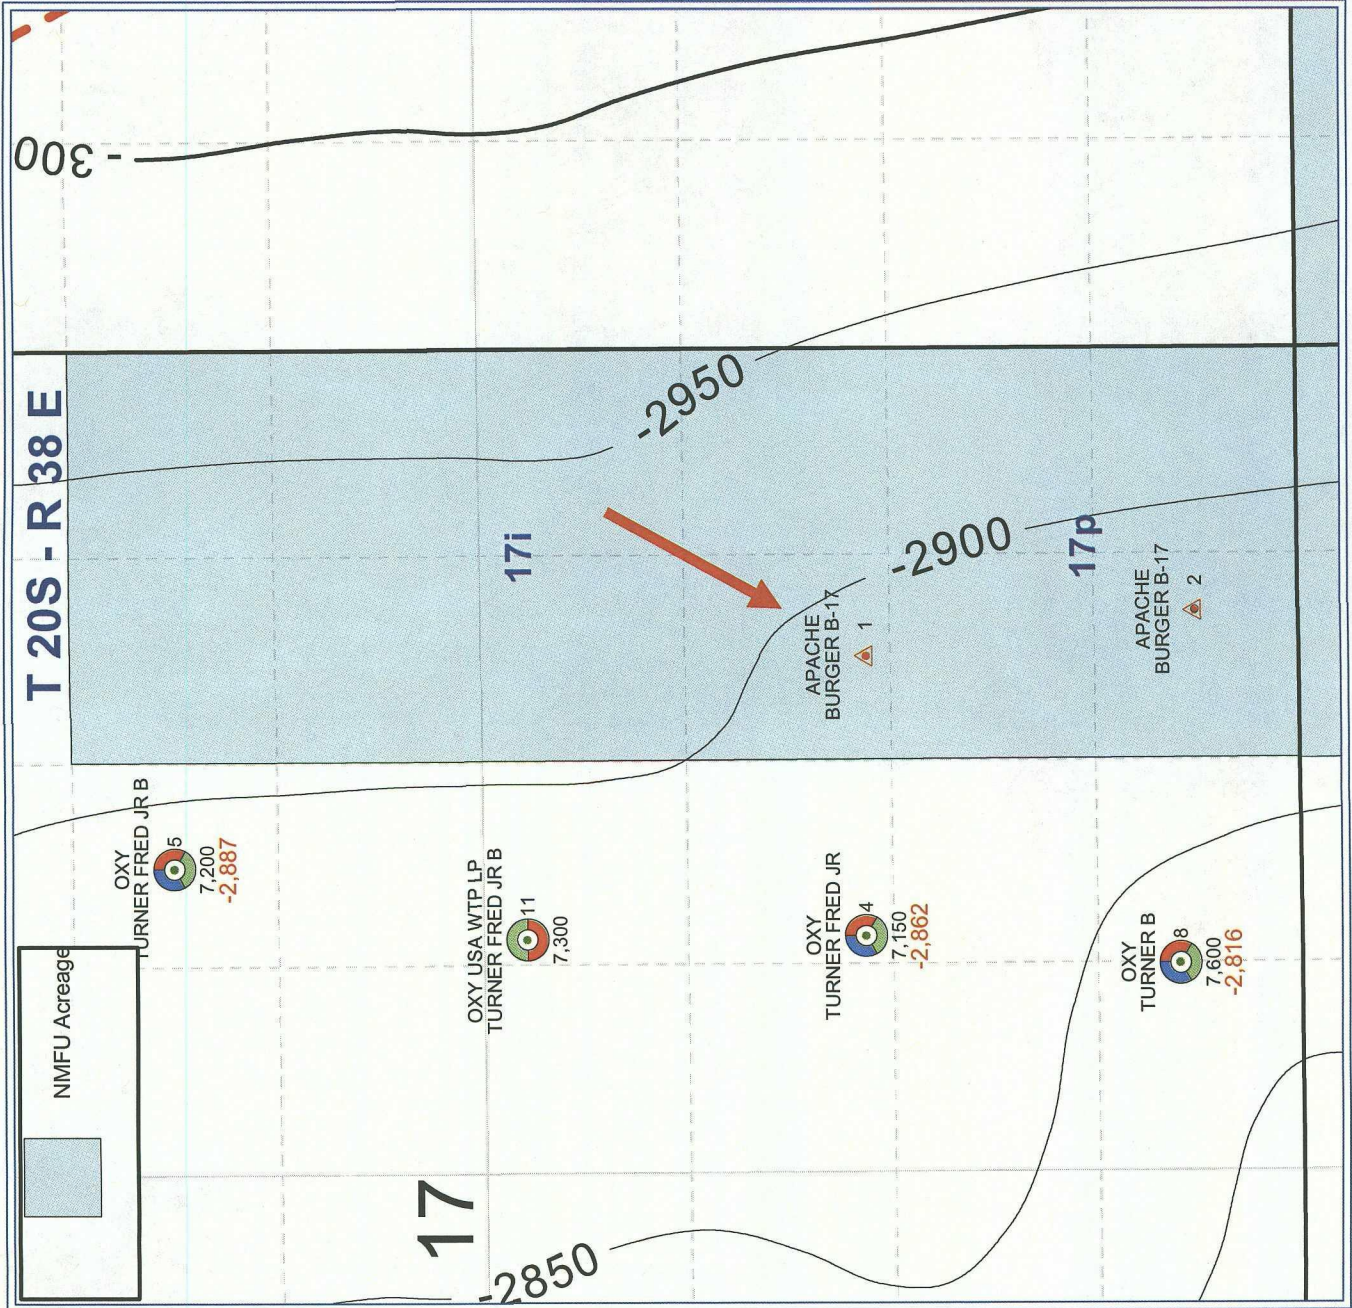 - 300
T 20S - R 38 E
-2950
17i
-2900
17p
APACHE
BURGER B-17
1
APACHE
BURGER B-17
2
OXY
TURNER FRED JR B
5
7,200
-2,887
OXY USA WTP LP
TURNER FRED JR B
11
7,300
OXY
TURNER FRED JR
4
7,150
-2,862
OXY
TURNER B
8
7,600
-2,816
NMFU Acreage
17
-2850